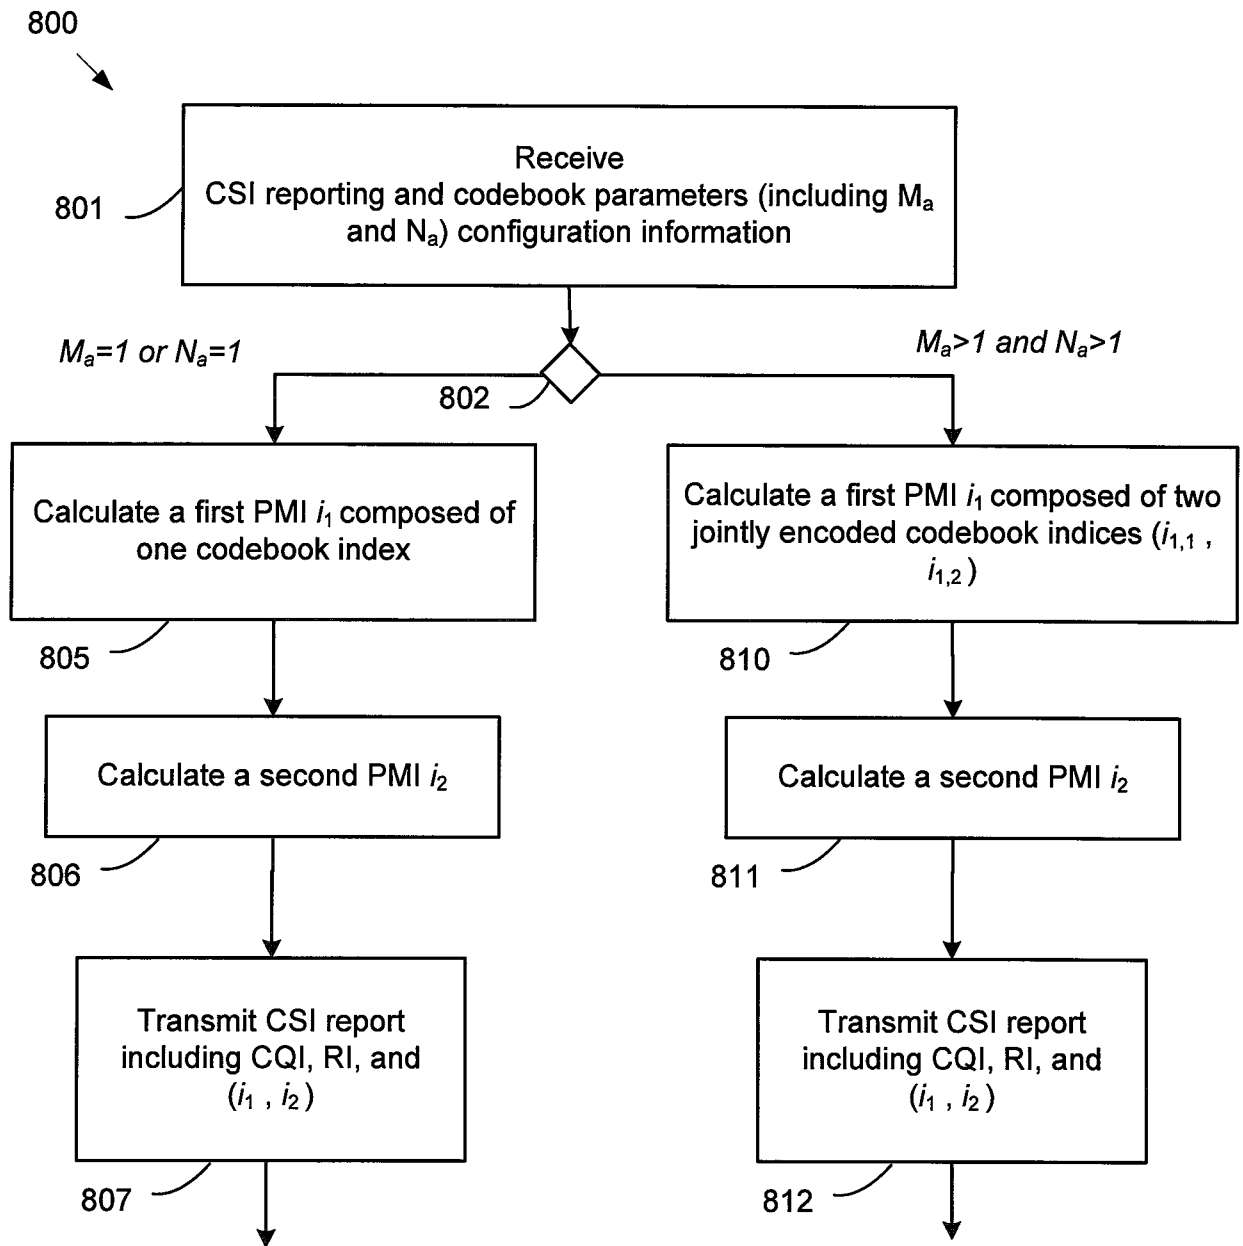 800
Receive
CSI reporting and codebook parameters (including Mₐ
and Nₐ) configuration information
801
Mₐ=1 or Nₐ=1
Mₐ>1 and Nₐ>1
802
Calculate a first PMI i₁ composed of
one codebook index
805
Calculate a first PMI i₁ composed of two
jointly encoded codebook indices (i₁,₁ ,
i₁,₂ )
810
Calculate a second PMI i₂
806
Calculate a second PMI i₂
811
Transmit CSI report
including CQI, RI, and
(i₁ , i₂ )
807
Transmit CSI report
including CQI, RI, and
(i₁ , i₂ )
812